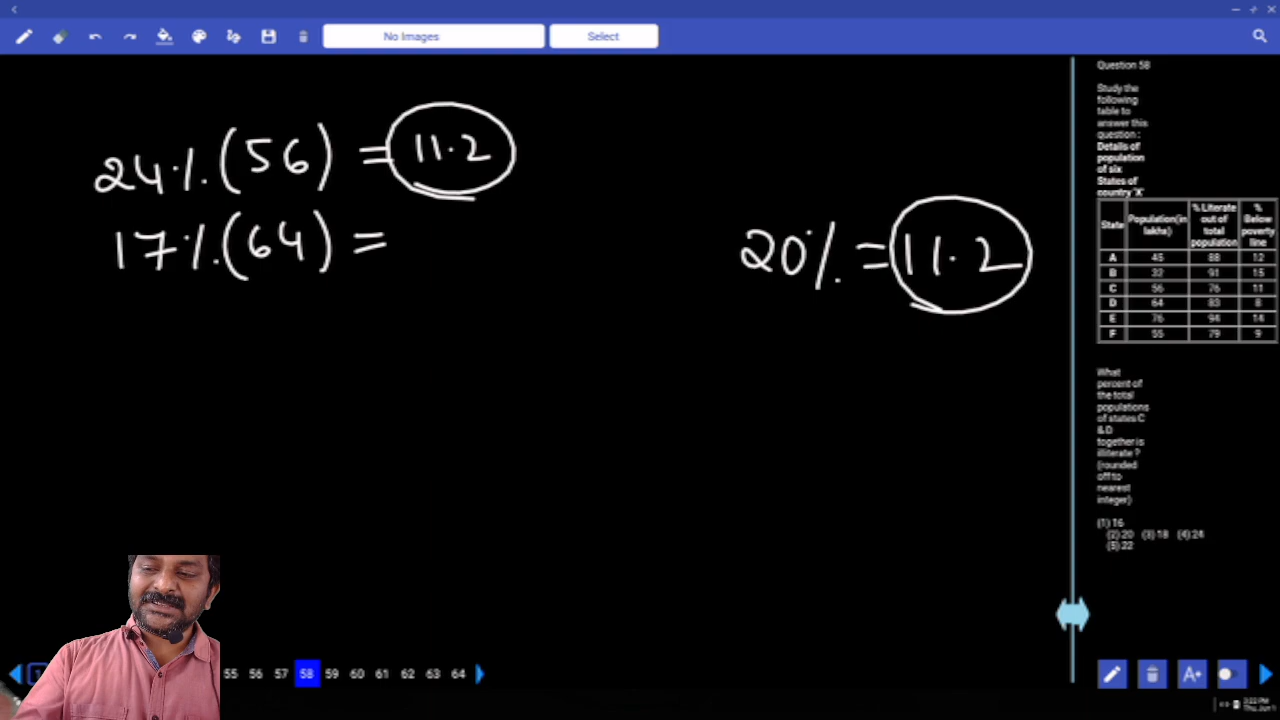 No Images
Select
24%(56) = 11.2
17%(64) =
20% = 11.2
Question 58
Study the
following
table to
answer this
question :
Details of
population
of six
States of
country 'X'
State Population(in lakhs) % Literate out of total population % Below poverty line
A 45 88 12
B 32 91 15
C 56 76 11
D 64 83 8
E 76 94 14
F 55 79 9
What
percent of
the total
populations
of states C
& D
together is
illiterate ?
(rounded
off to
nearest
integer)
(1) 16
(2) 20 (3) 18 (4) 24
(5) 22
55 56 57 58 59 60 61 62 63 64
A+
3:22 PM